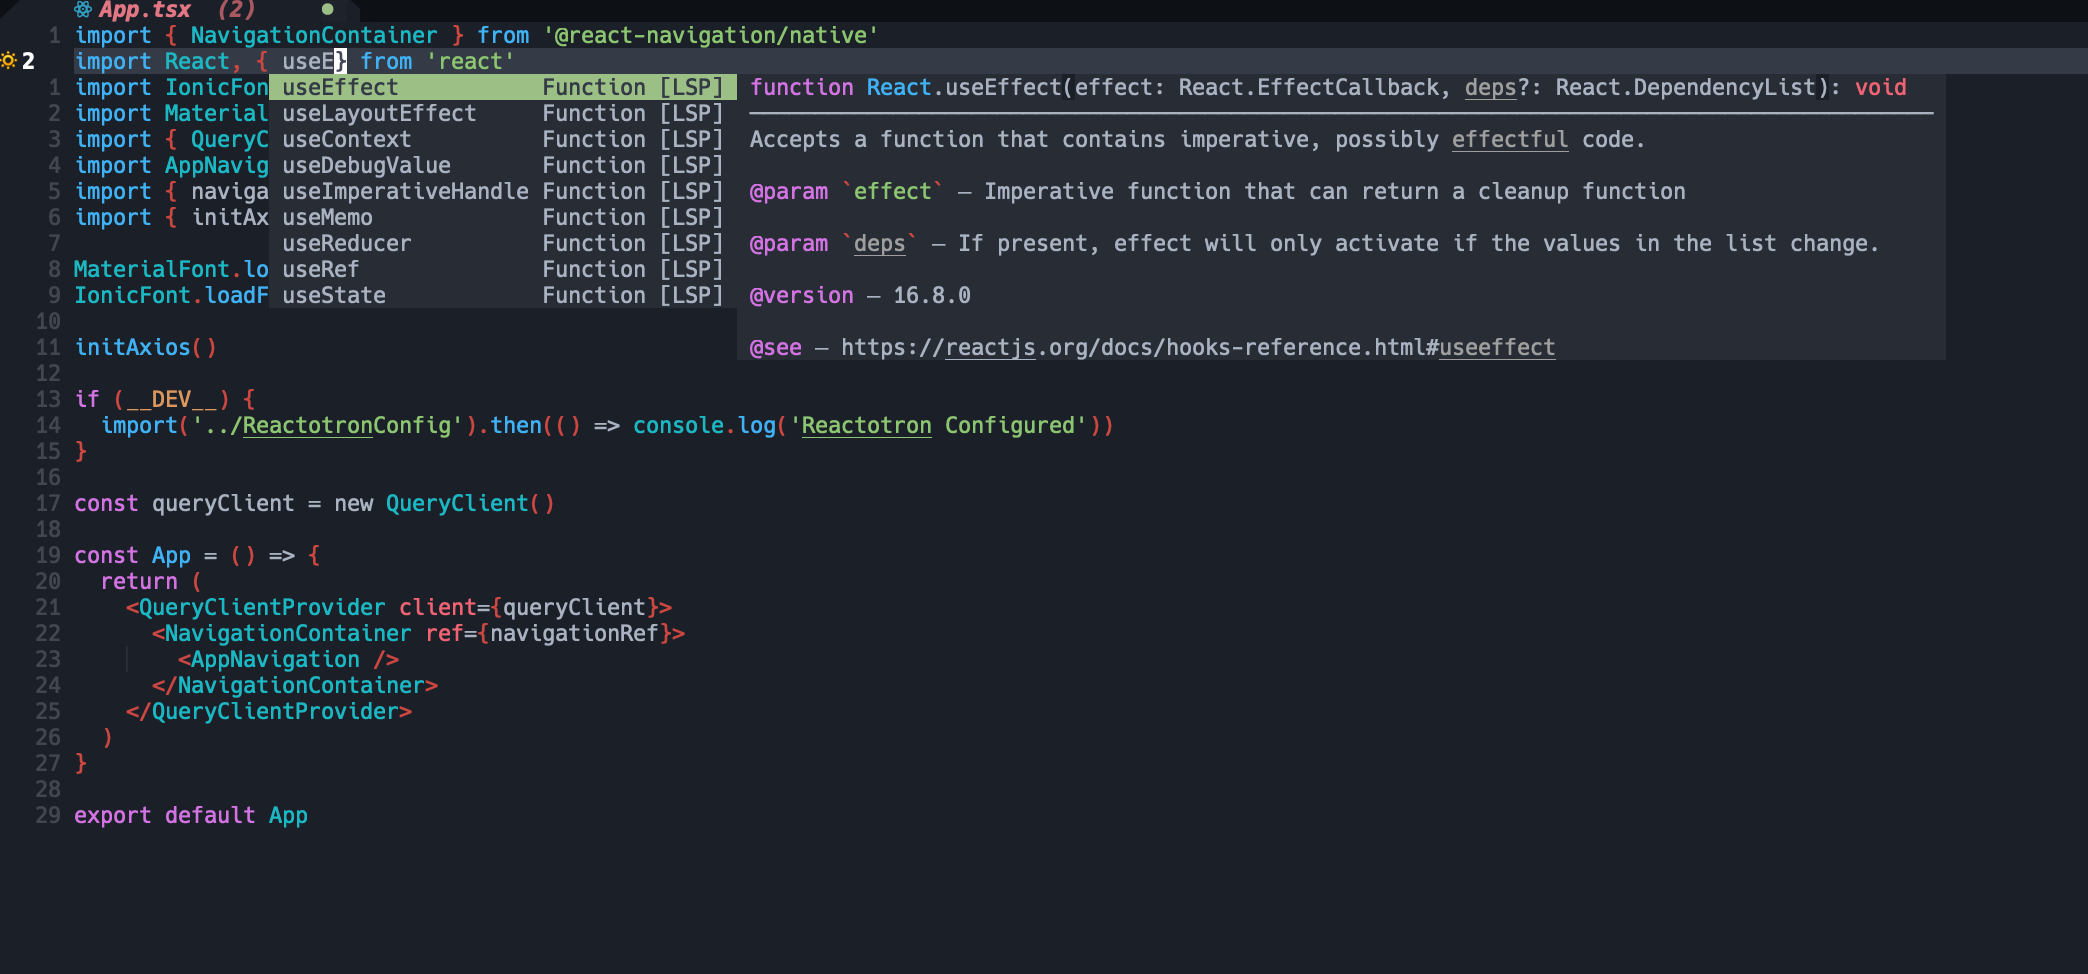 App.tsx (2)
1 import { NavigationContainer } from '@react-navigation/native'
2 import React, { useE} from 'react'
1 import IonicFon useEffect Function [LSP] function React.useEffect(effect: React.EffectCallback, deps?: React.DependencyList): void
2 import Material useLayoutEffect Function [LSP]
3 import { QueryC useContext Function [LSP] Accepts a function that contains imperative, possibly effectful code.
4 import AppNavig useDebugValue Function [LSP]
5 import { naviga useImperativeHandle Function [LSP] @param `effect` — Imperative function that can return a cleanup function
6 import { initAx useMemo Function [LSP]
7 useReducer Function [LSP] @param `deps` — If present, effect will only activate if the values in the list change.
8 MaterialFont.lo useRef Function [LSP]
9 IonicFont.loadF useState Function [LSP] @version — 16.8.0
10
11 initAxios() @see — https://reactjs.org/docs/hooks-reference.html#useeffect
12
13 if (__DEV__) {
14 import('../ReactotronConfig').then(() => console.log('Reactotron Configured'))
15 }
16
17 const queryClient = new QueryClient()
18
19 const App = () => {
20 return (
21 <QueryClientProvider client={queryClient}>
22 <NavigationContainer ref={navigationRef}>
23 <AppNavigation />
24 </NavigationContainer>
25 </QueryClientProvider>
26 )
27 }
28
29 export default App